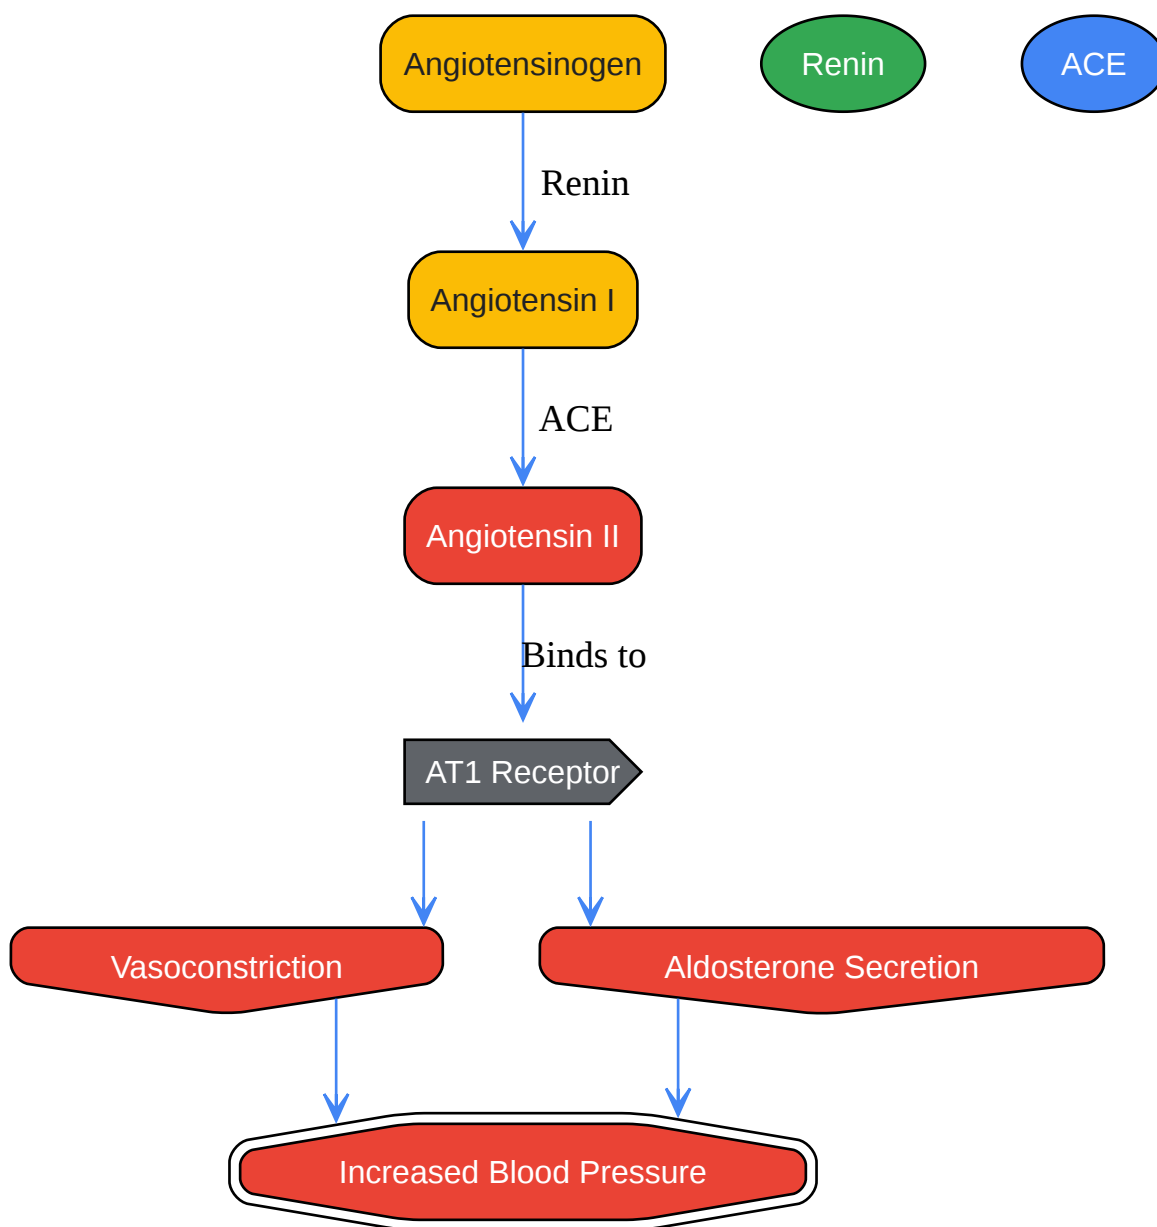 Angiotensinogen
Renin
ACE
Renin
Angiotensin I
ACE
Angiotensin II
Binds to
AT1 Receptor
Vasoconstriction
Aldosterone Secretion
Increased Blood Pressure